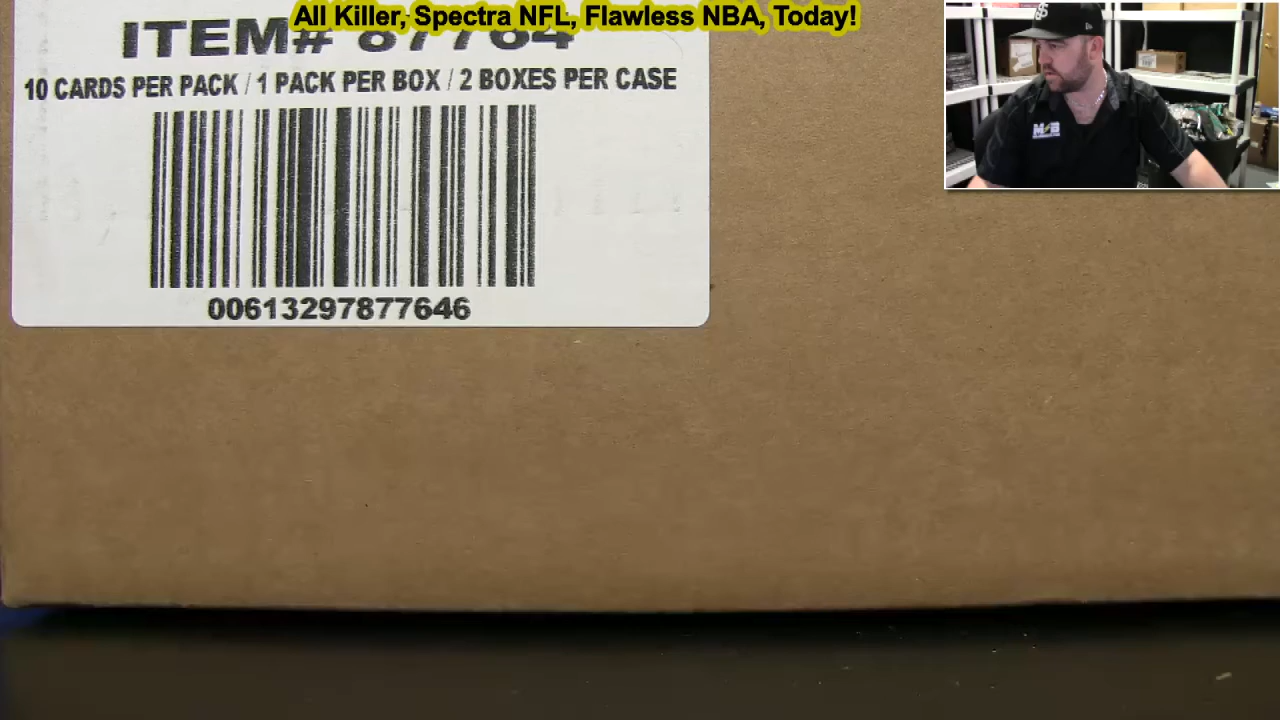 All Killer, Spectra NFL, Flawless NBA, Today!
ITEM# 87764
10 CARDS PER PACK / 1 PACK PER BOX / 2 BOXES PER CASE
00613297877646